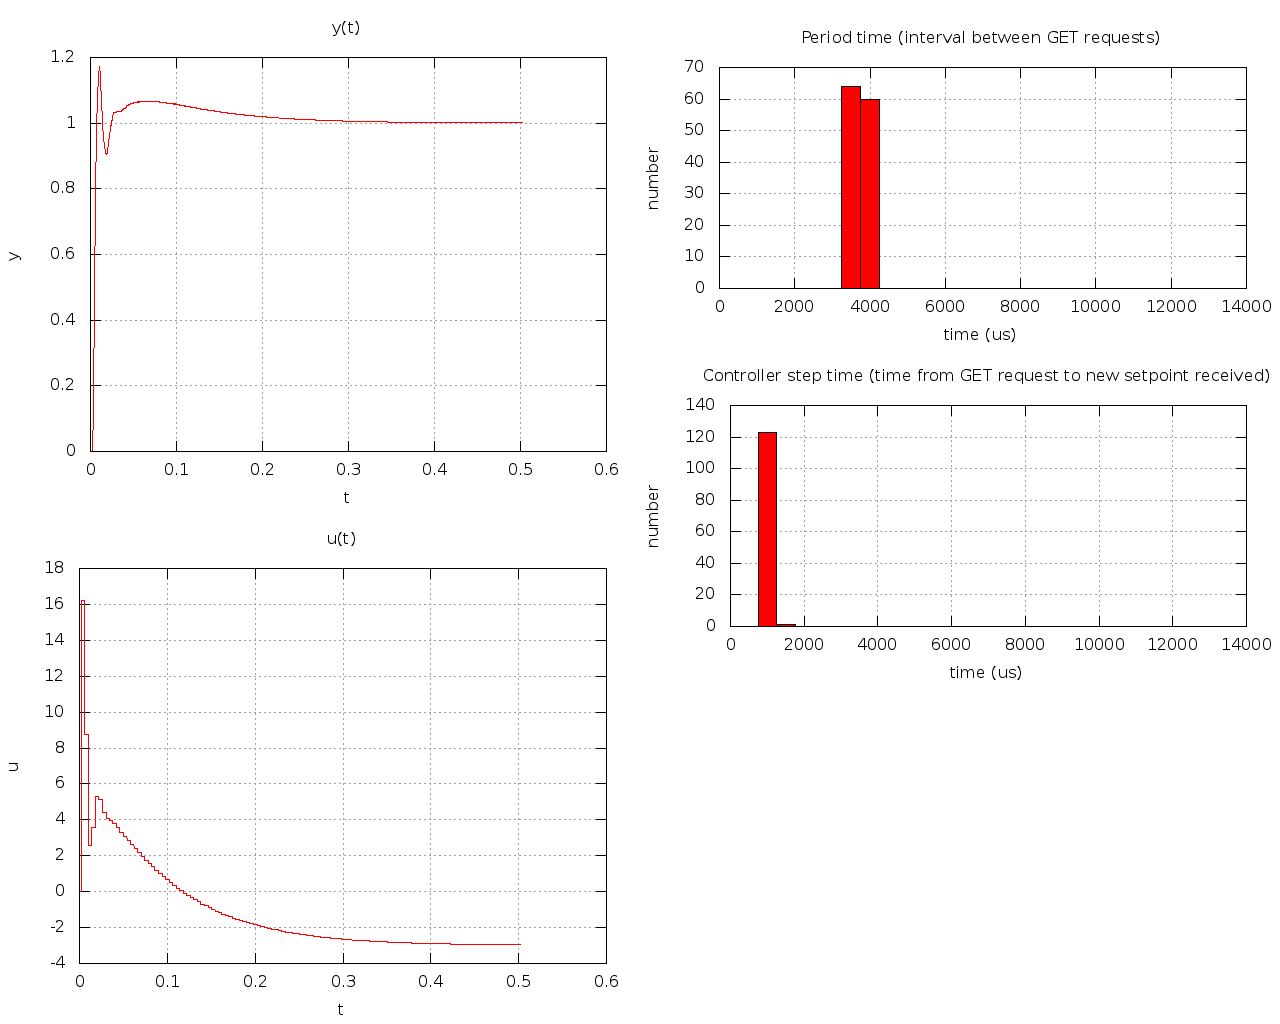 y(t)
1.2
1
0.8
0.6
0.4
0.2
0
y
0 0.1 0.2 0.3 0.4 0.5 0.6
t
u(t)
18
16
14
12
10
8
6
4
2
0
-2
-4
u
0 0.1 0.2 0.3 0.4 0.5 0.6
t
Period time (interval between GET requests)
70
60
50
40
30
20
10
0
number
0 2000 4000 6000 8000 10000 12000 14000
time (us)
Controller step time (time from GET request to new setpoint received)
140
120
100
80
60
40
20
0
number
0 2000 4000 6000 8000 10000 12000 14000
time (us)